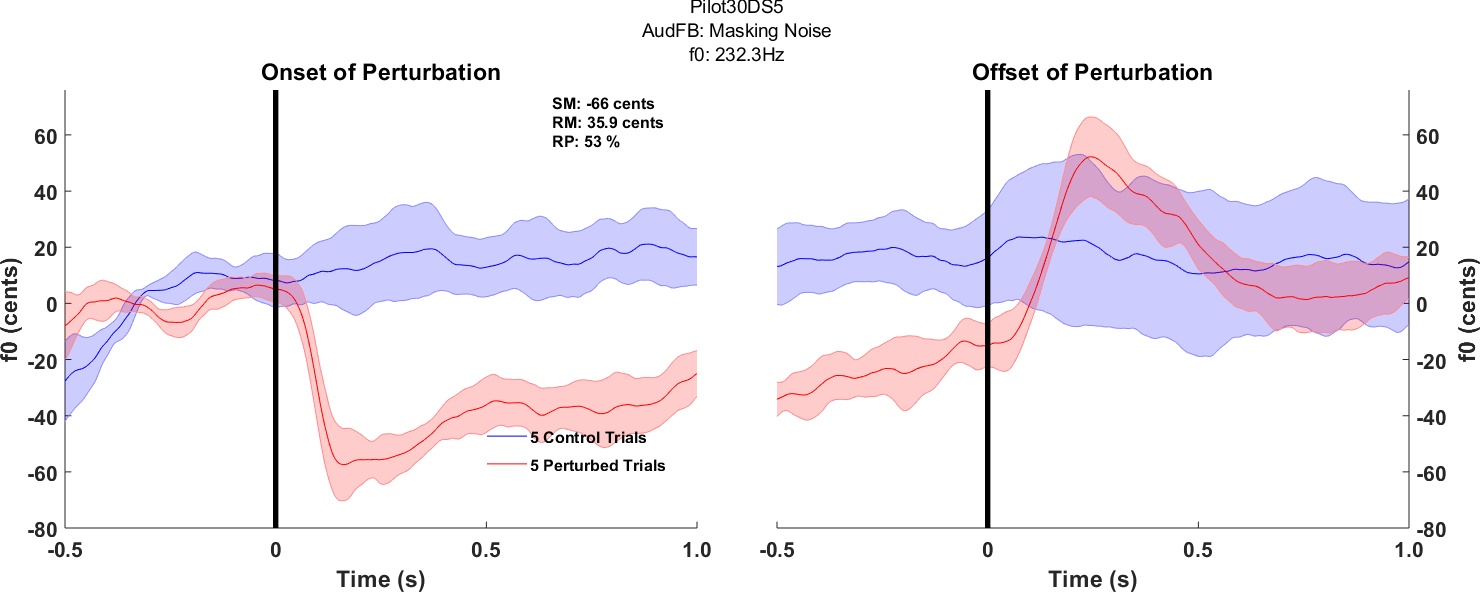 Pilot30DS5
AudFB: Masking Noise
f0: 232.3Hz
Onset of Perturbation
SM: -66 cents
RM: 35.9 cents
RP: 53 %
f0 (cents)
60
40
20
0
-20
-40
-60
-80
5 Control Trials
5 Perturbed Trials
-0.5
0
0.5
1.0
Time (s)
Offset of Perturbation
60
40
20
0
-20
-40
-60
-80
f0 (cents)
-0.5
0
0.5
1.0
Time (s)